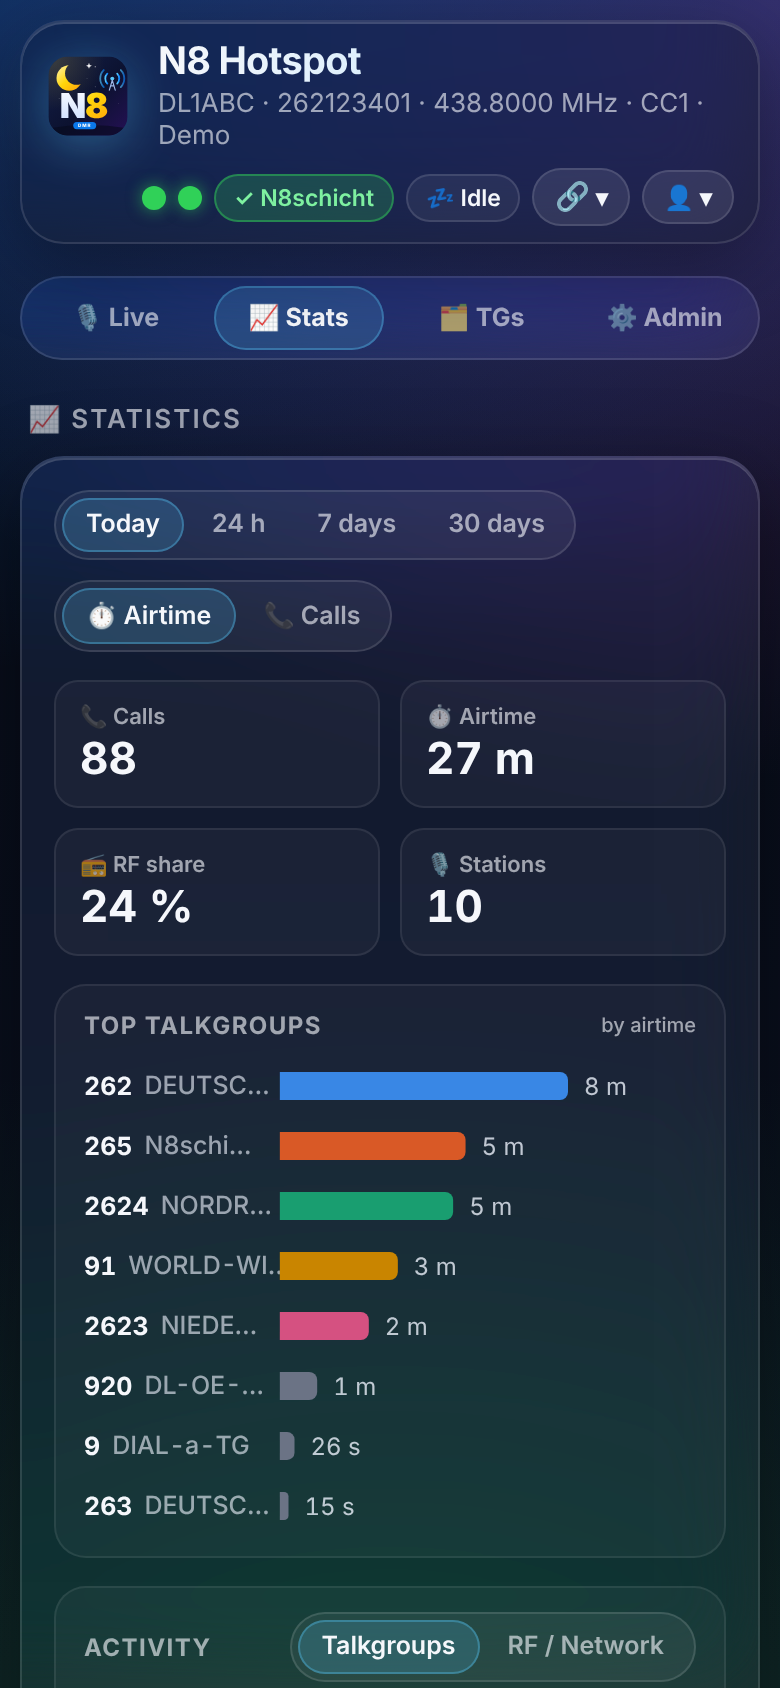 N8 Hotspot
N8
DMR
DL1ABC · 262123401 · 438.8000 MHz · CC1 ·
Demo
✓ N8schicht
💤 Idle
🔗 ▾
👤 ▾
🎙️ Live
📈 Stats
🗂️ TGs
⚙️ Admin
📈 STATISTICS
Today
24 h
7 days
30 days
⏱️ Airtime
📞 Calls
📞 Calls
88
⏱️ Airtime
27 m
📻 RF share
24 %
🎙️ Stations
10
TOP TALKGROUPS
by airtime
262 DEUTSC... 8 m
265 N8schi... 5 m
2624 NORDR... 5 m
91 WORLD-WI... 3 m
2623 NIEDE... 2 m
920 DL-OE-... 1 m
9 DIAL-a-TG 26 s
263 DEUTSC... 15 s
ACTIVITY
Talkgroups
RF / Network